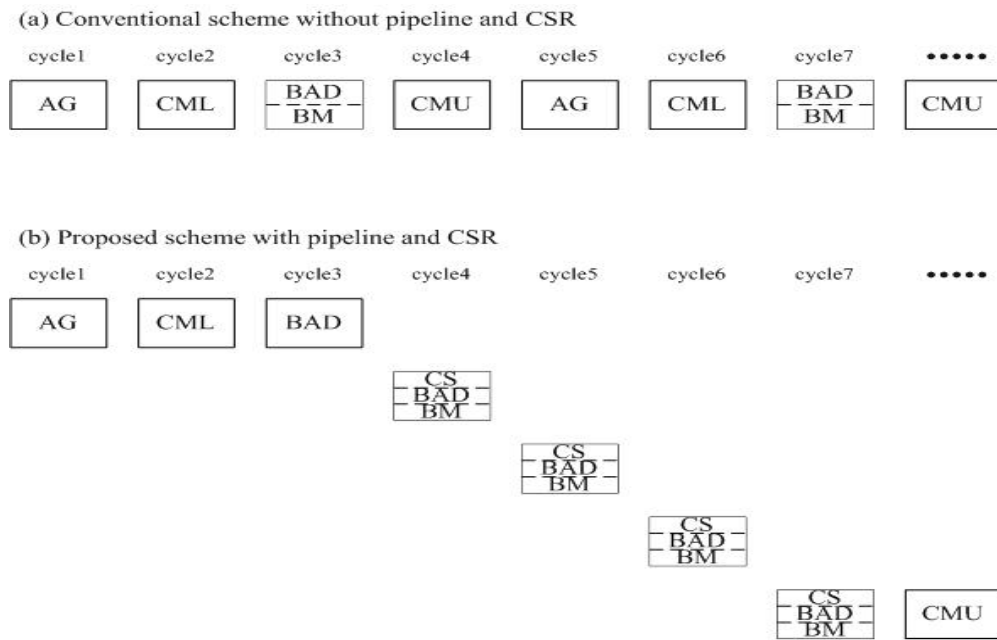 (a) Conventional scheme without pipeline and CSR
cycle1 cycle2 cycle3 cycle4 cycle5 cycle6 cycle7 •••••
AG CML BAD CMU AG CML BAD CMU
BM BM
(b) Proposed scheme with pipeline and CSR
cycle1 cycle2 cycle3 cycle4 cycle5 cycle6 cycle7 •••••
AG CML BAD
CS
BAD
BM
CS
BAD
BM
CS
BAD
BM
CS
BAD CMU
BM